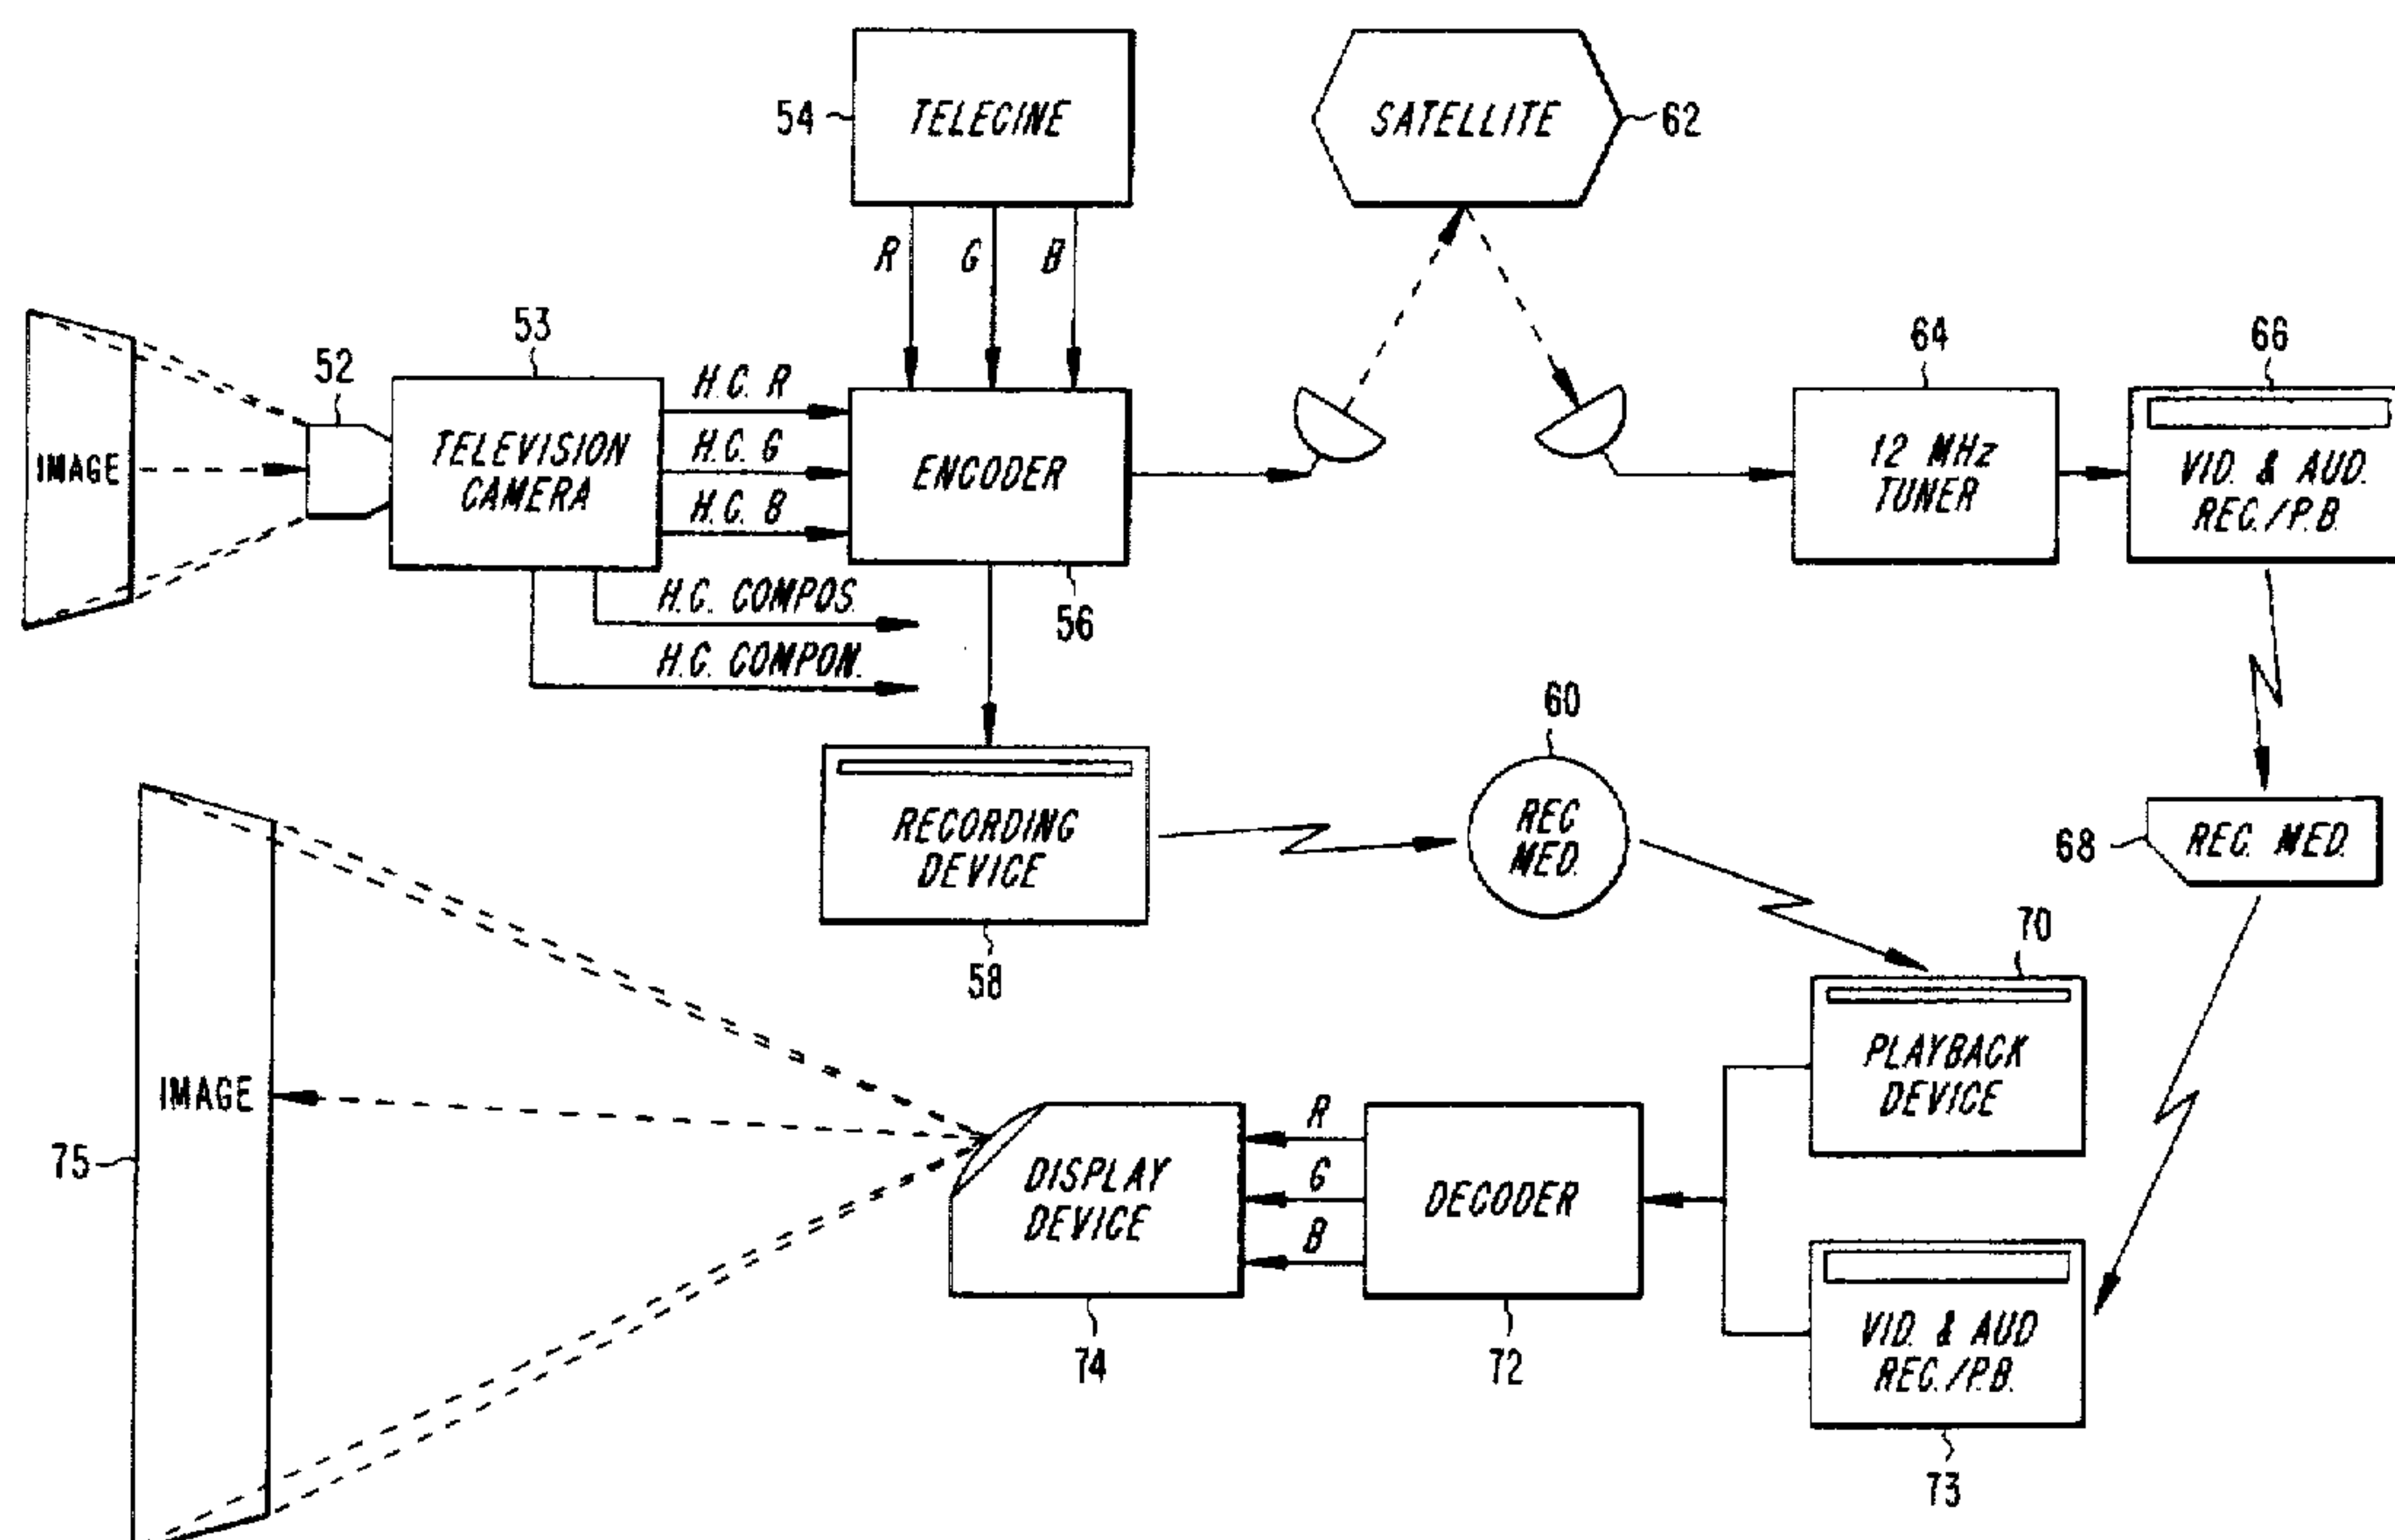 54
TELECINE
SATELLITE
62
R
G
B
53
52
64
66
H.C. R
H.C. G
H.C. B
IMAGE
TELEVISION
CAMERA
ENCODER
12 MHz
TUNER
VID. & AUD.
REC./P.B.
H.C. COMPOS.
H.C. COMPON.
56
60
RECORDING
DEVICE
REC
MED.
68
REC. MED.
58
70
PLAYBACK
DEVICE
IMAGE
75
DISPLAY
DEVICE
R
G
B
DECODER
VID. & AUD
REC./P.B.
74
72
73